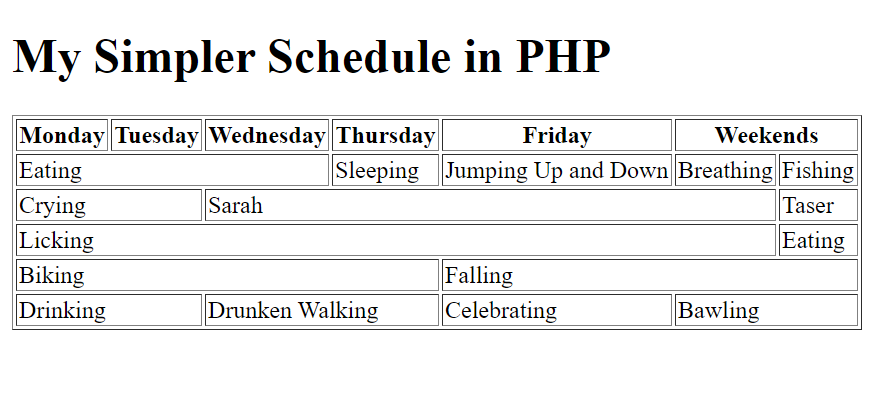 My Simpler Schedule in PHP
Monday Tuesday Wednesday Thursday Friday Weekends
Eating Sleeping Jumping Up and Down Breathing Fishing
Crying Sarah Taser
Licking Eating
Biking Falling
Drinking Drunken Walking Celebrating Bawling